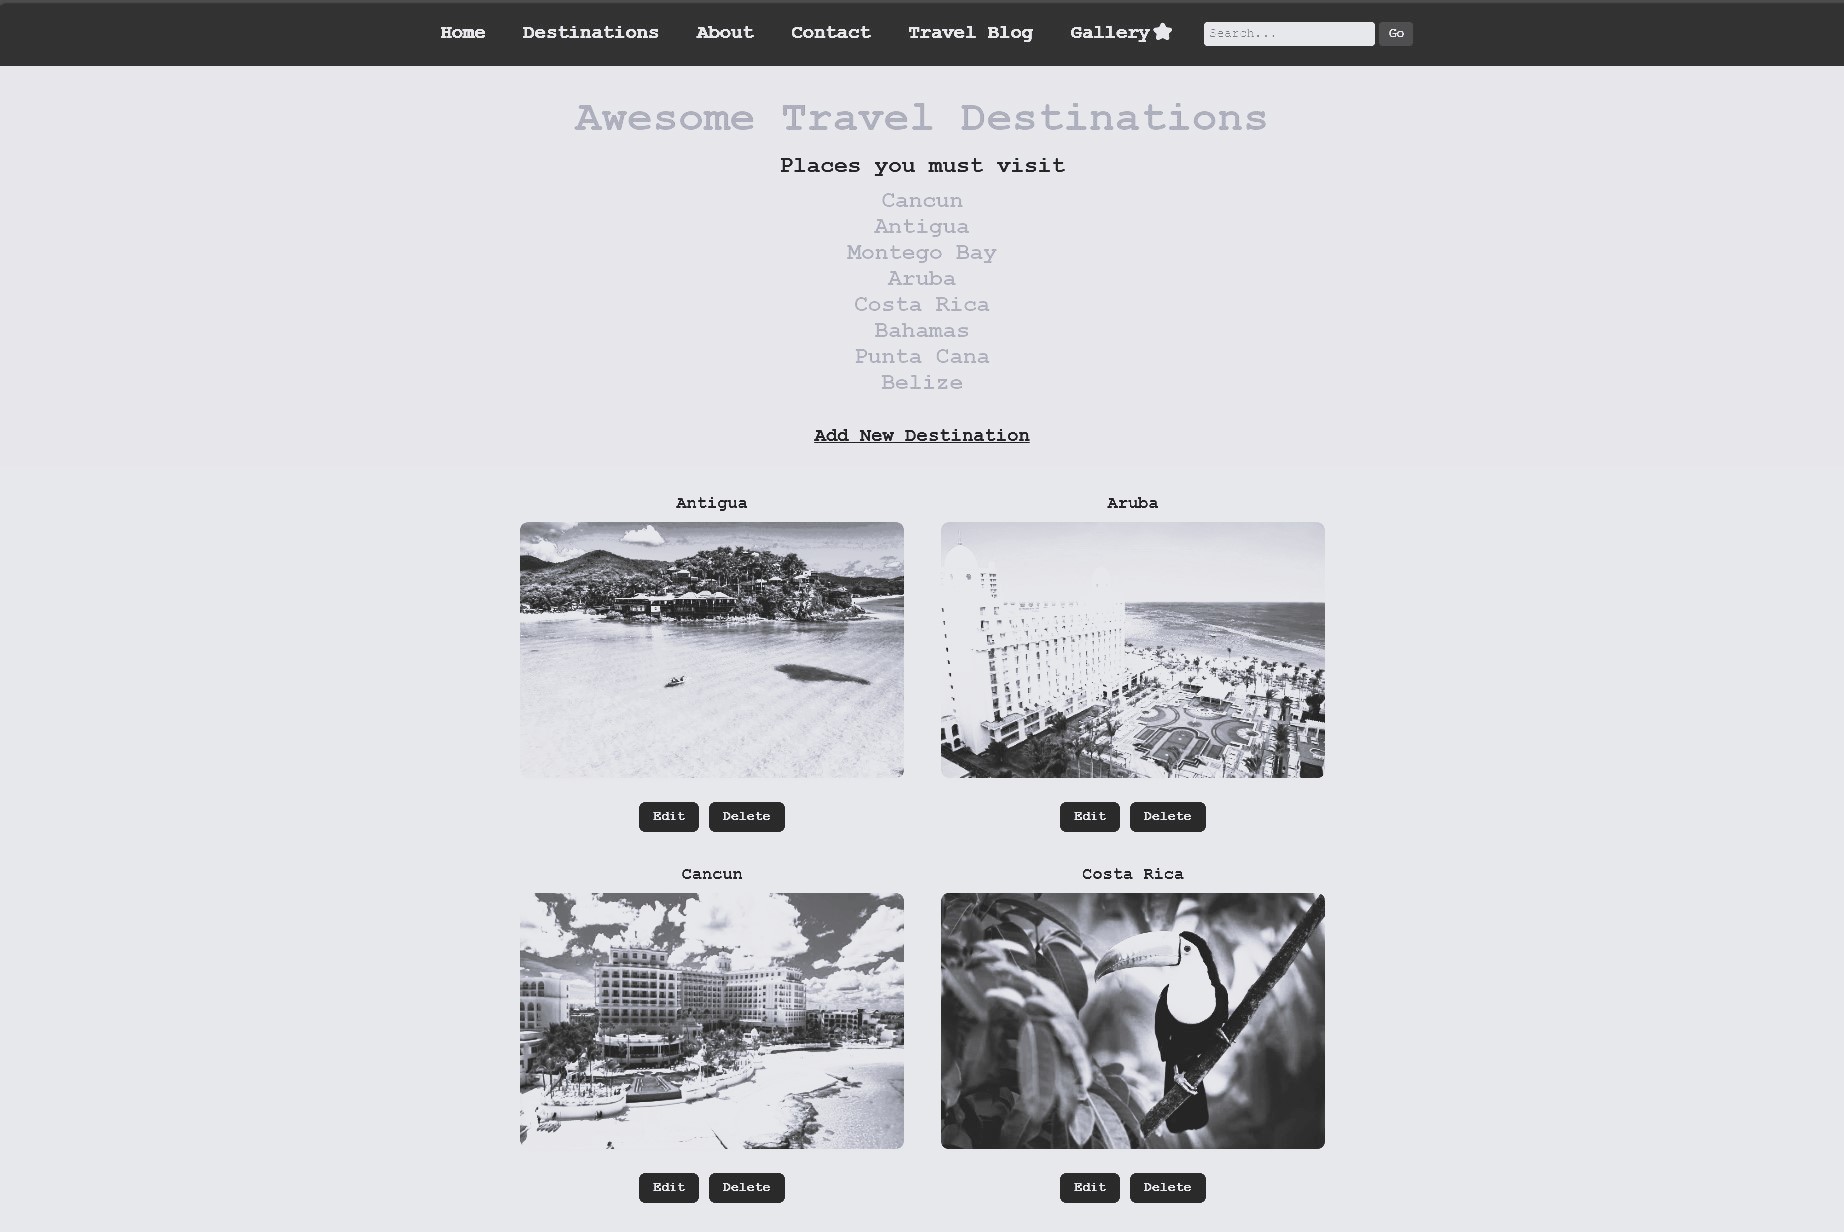 Home Destinations About Contact Travel Blog Gallery Search... Go
Awesome Travel Destinations
Places you must visit
Cancun
Antigua
Montego Bay
Aruba
Costa Rica
Bahamas
Punta Cana
Belize
Add New Destination
Antigua Aruba
Edit Delete Edit Delete
Cancun Costa Rica
Edit Delete Edit Delete